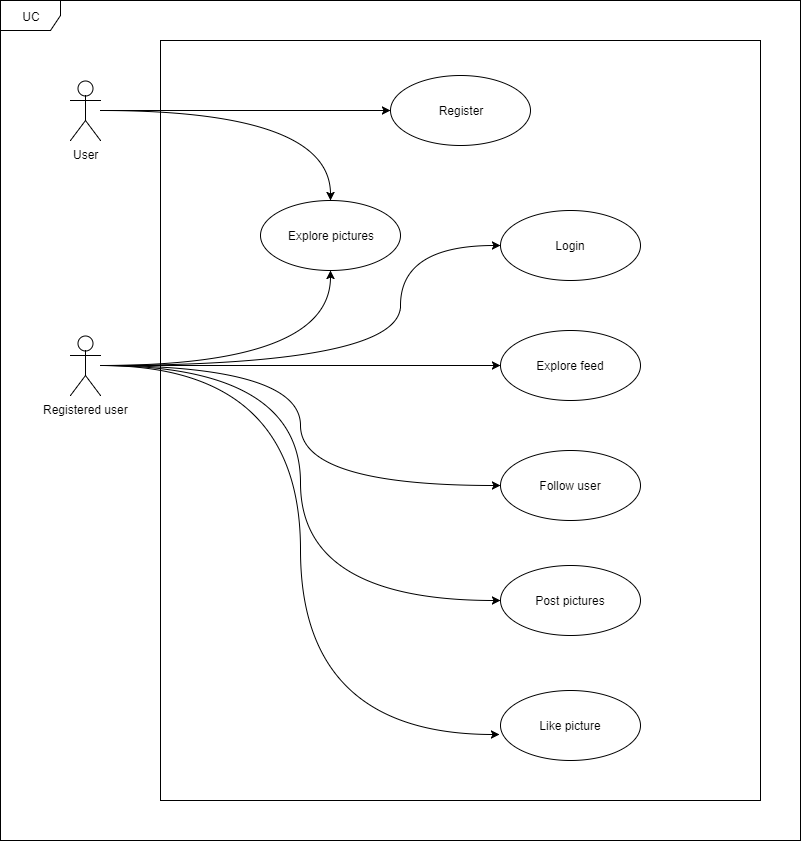 UC
Register
User
Explore pictures
Login
Explore feed
Registered user
Follow user
Post pictures
Like picture